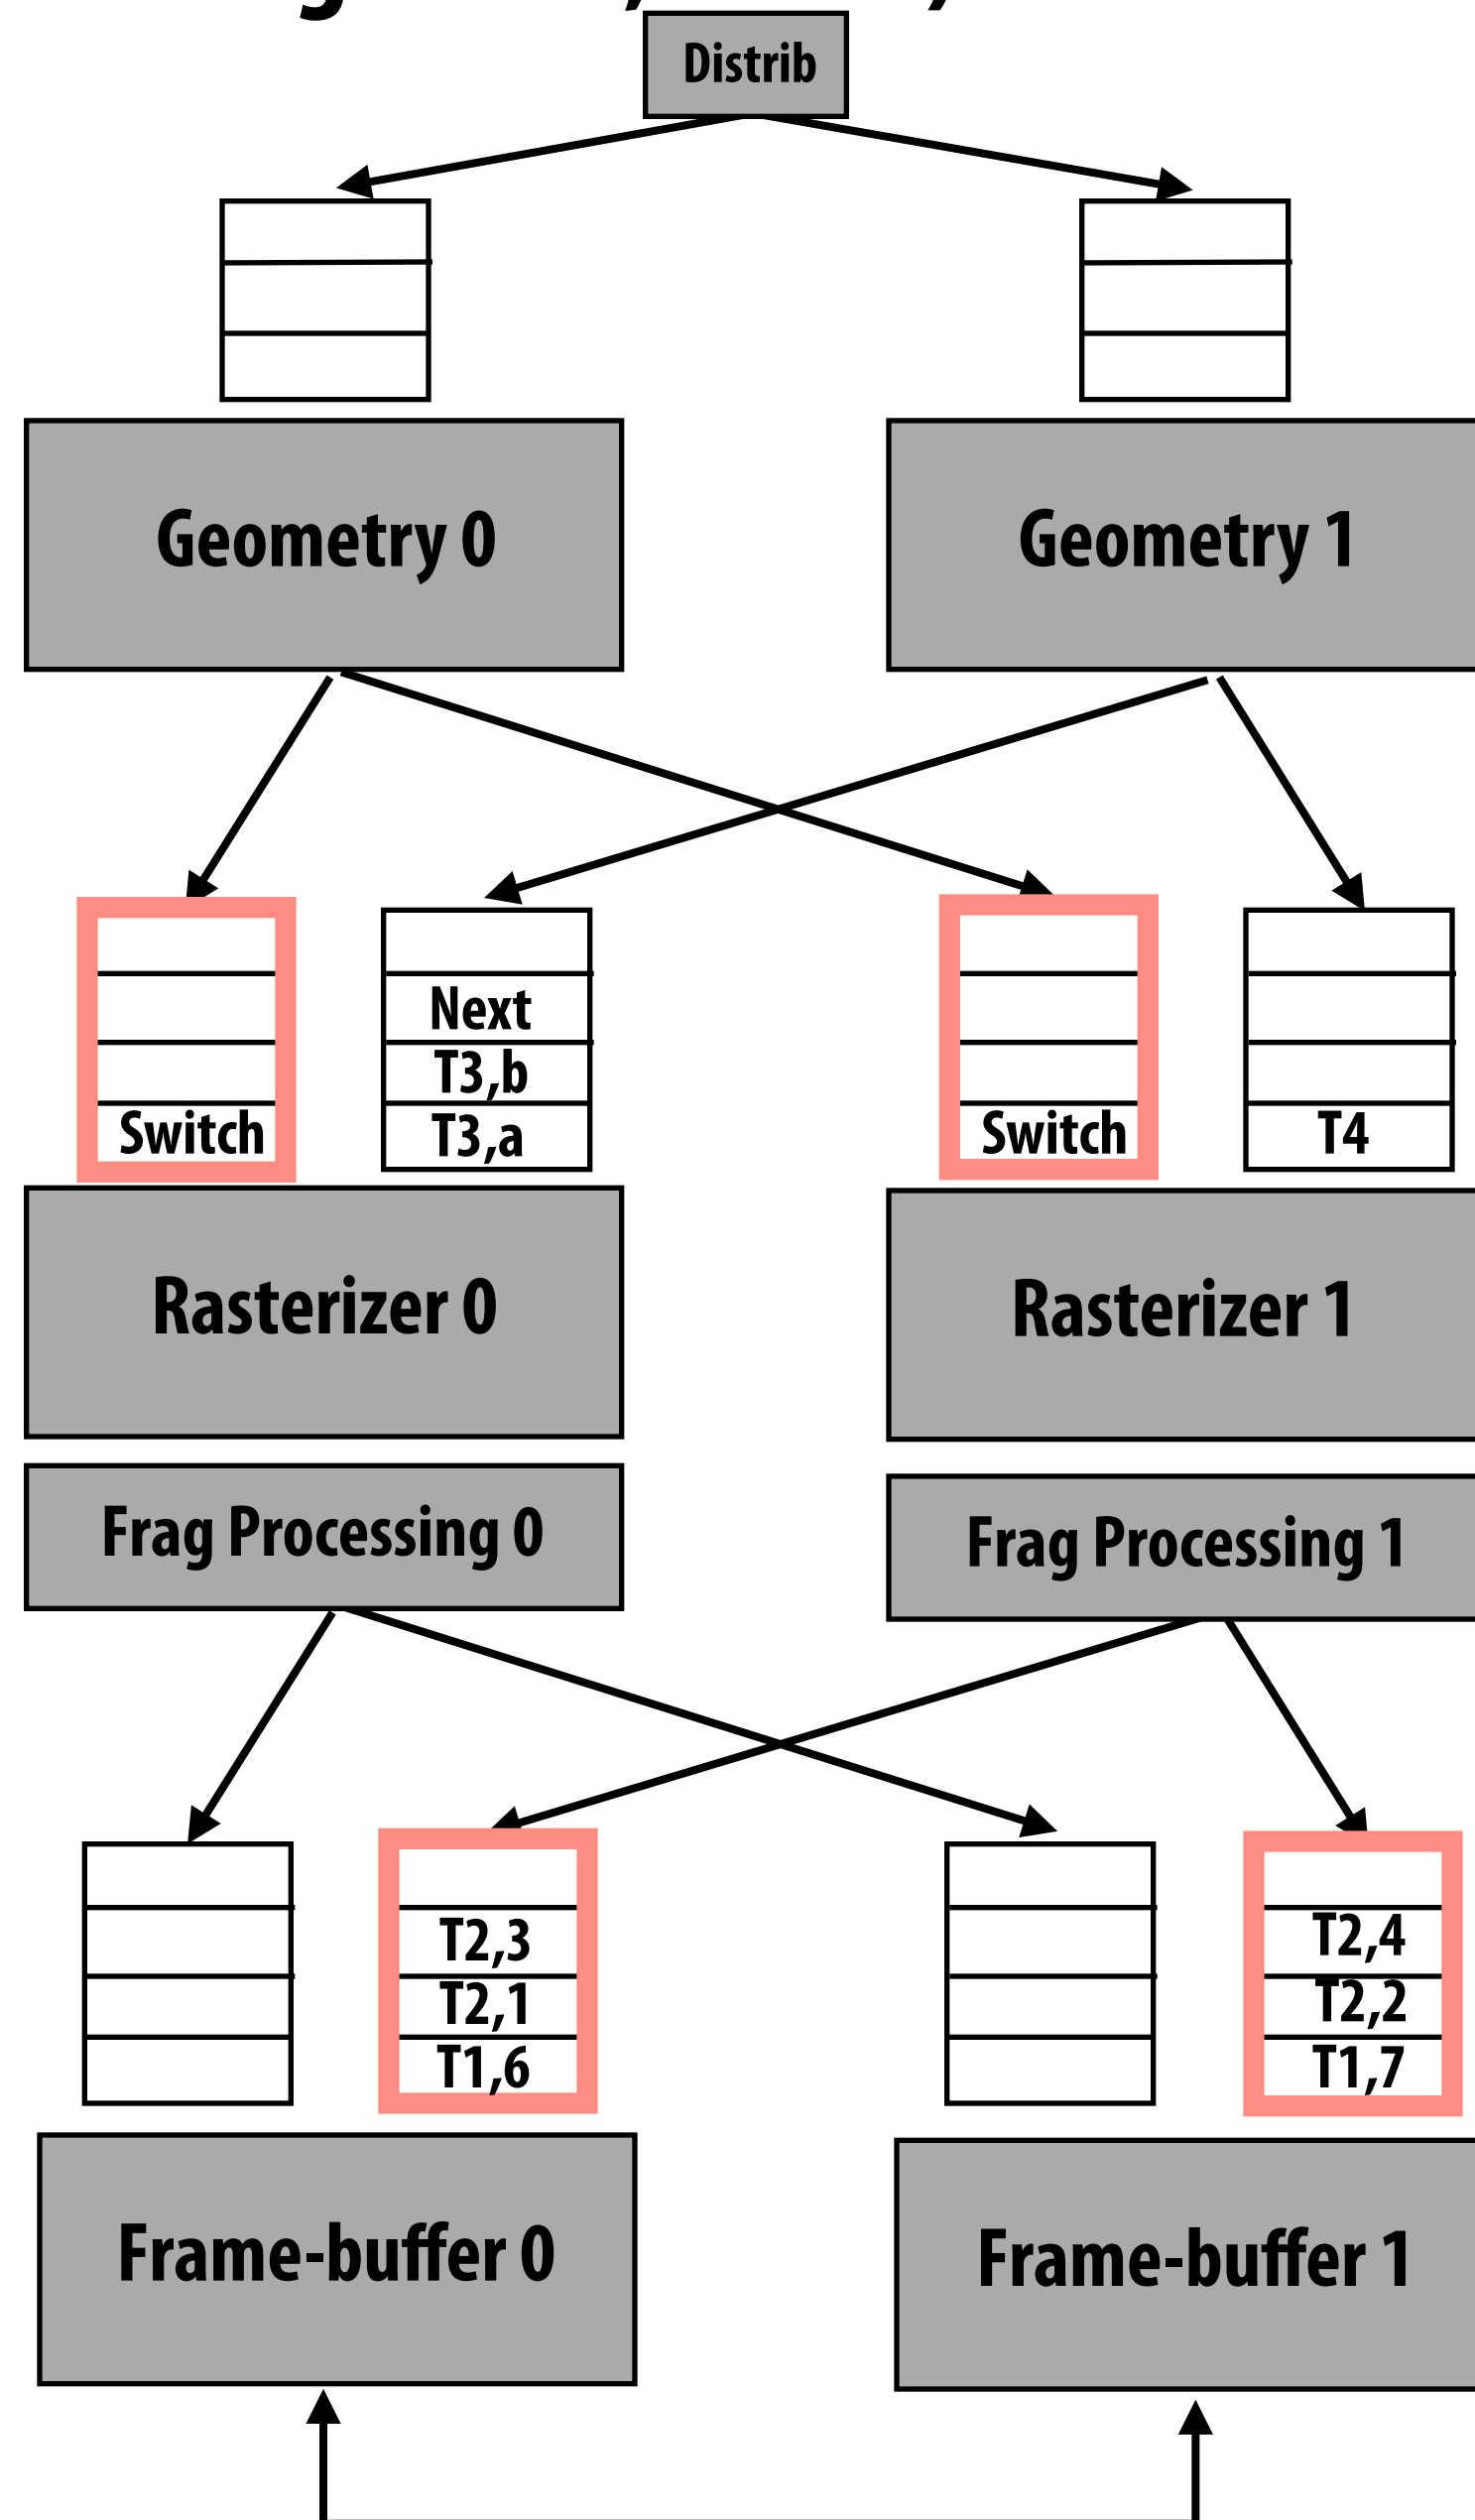 Distrib
Geometry 0
Geometry 1
Next
T3,b
Switch
T3,a
Switch
T4
Rasterizer 0
Rasterizer 1
Frag Processing 0
Frag Processing 1
T2,3
T2,4
T2,1
T2,2
T1,6
T1,7
Frame-buffer 0
Frame-buffer 1